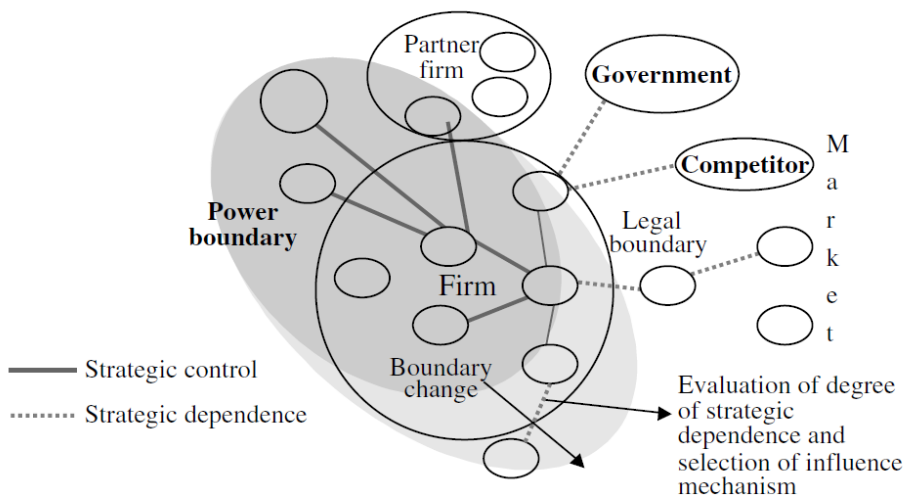 Partner
firm
Government
Competitor
M
a
r
k
e
t
Power
boundary
Legal
boundary
Firm
Boundary
change
Strategic control
Strategic dependence
Evaluation of degree
of strategic
dependence and
selection of influence
mechanism